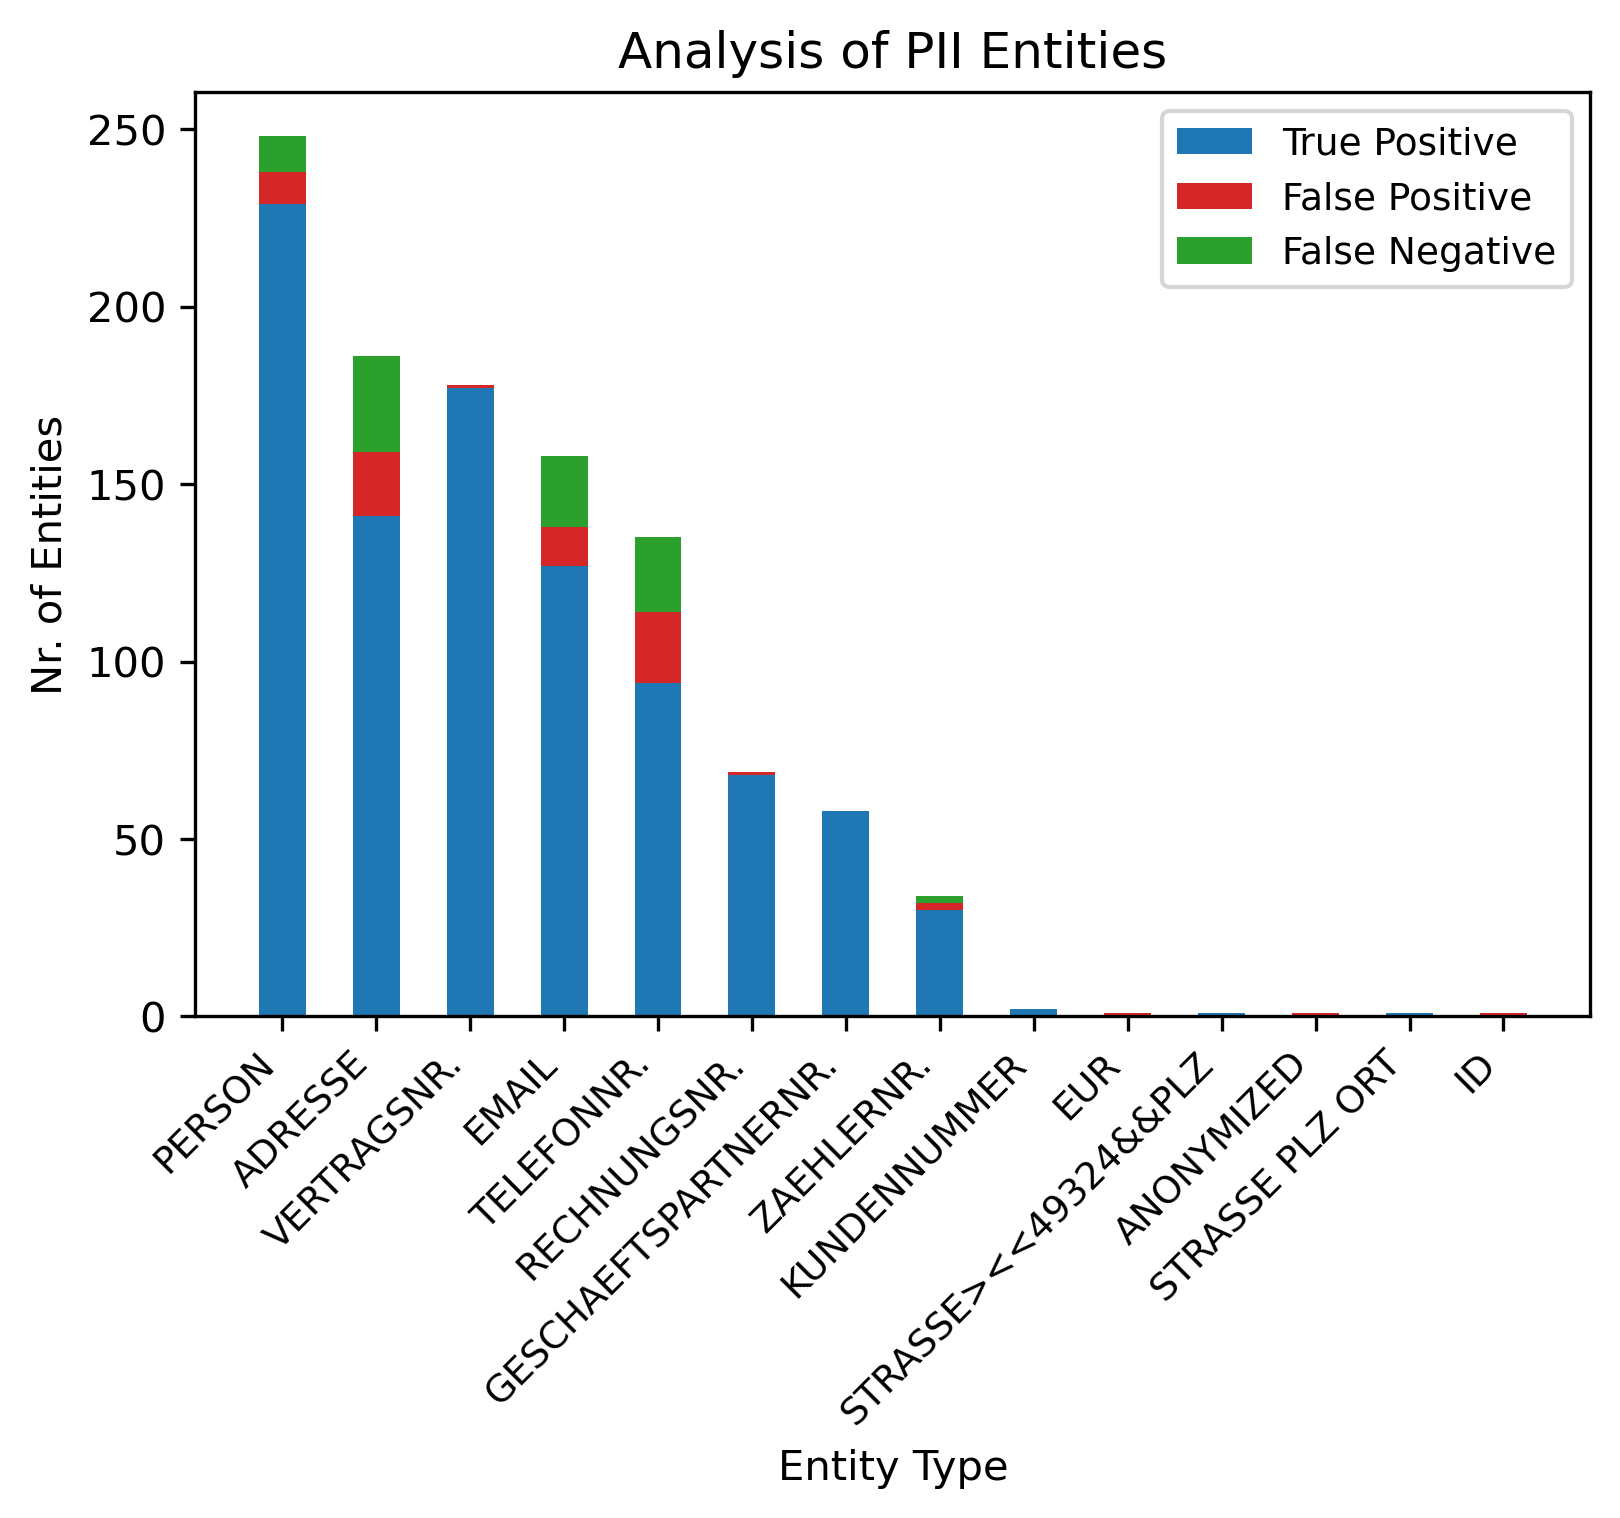 Analysis of PII Entities
True Positive
False Positive
False Negative
Nr. of Entities
250
200
150
100
50
0
PERSON
ADRESSE
VERTRAGSNR.
EMAIL
TELEFONNR.
RECHNUNGSNR.
GESCHAEFTSPARTNERNR.
ZAEHLERNR.
KUNDENNUMMER
EUR
STRASSE><<49324&&PLZ
ANONYMIZED
STRASSE PLZ ORT
ID
Entity Type